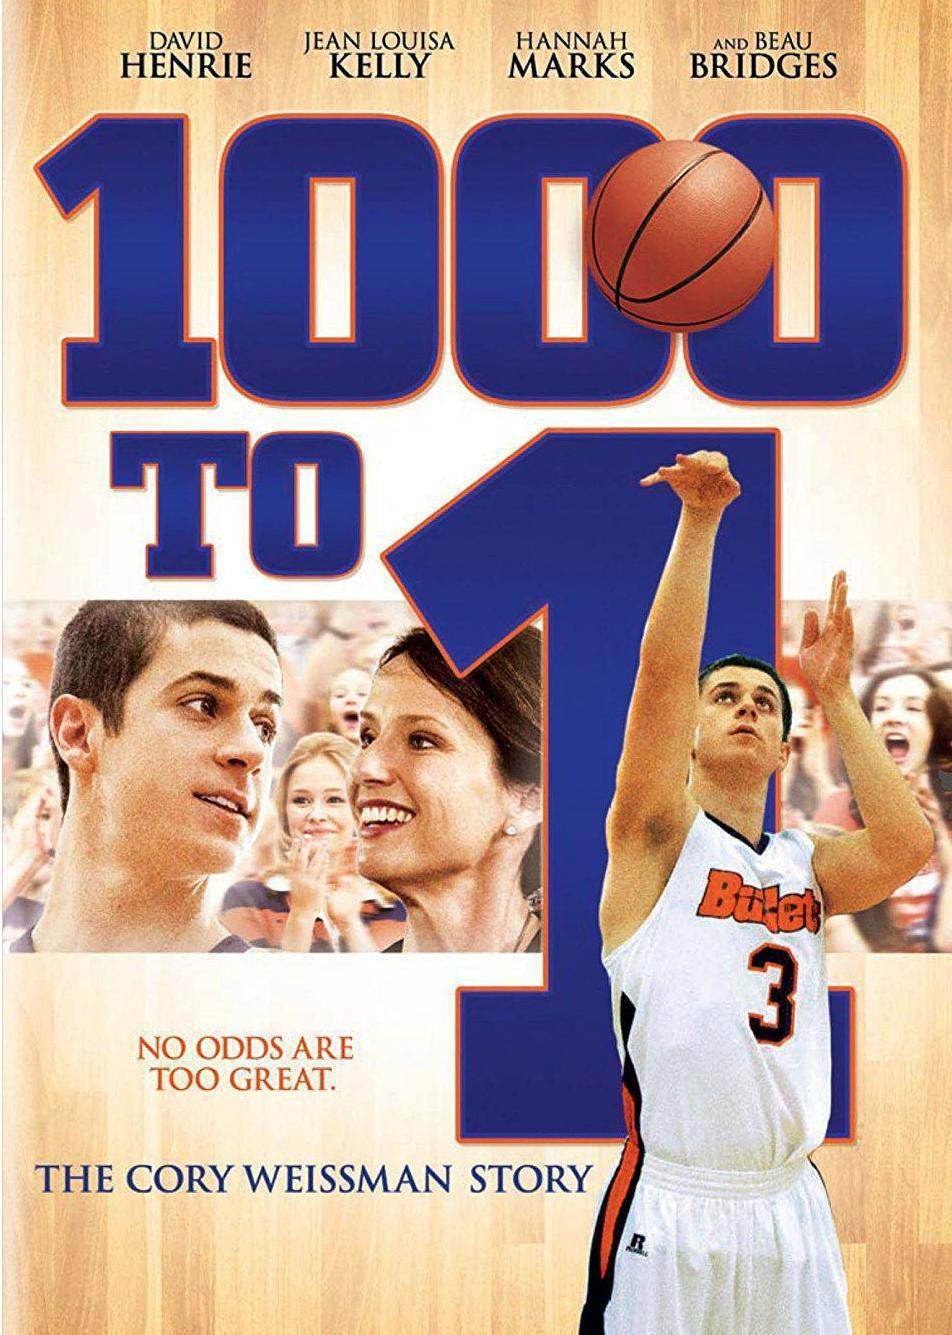 DAVID HENRIE
JEAN LOUISA KELLY
HANNAH MARKS
AND BEAU BRIDGES
1000
TO
1
Bullets
3
NO ODDS ARE
TOO GREAT.
THE CORY WEISSMAN STORY
R
RUSSELL